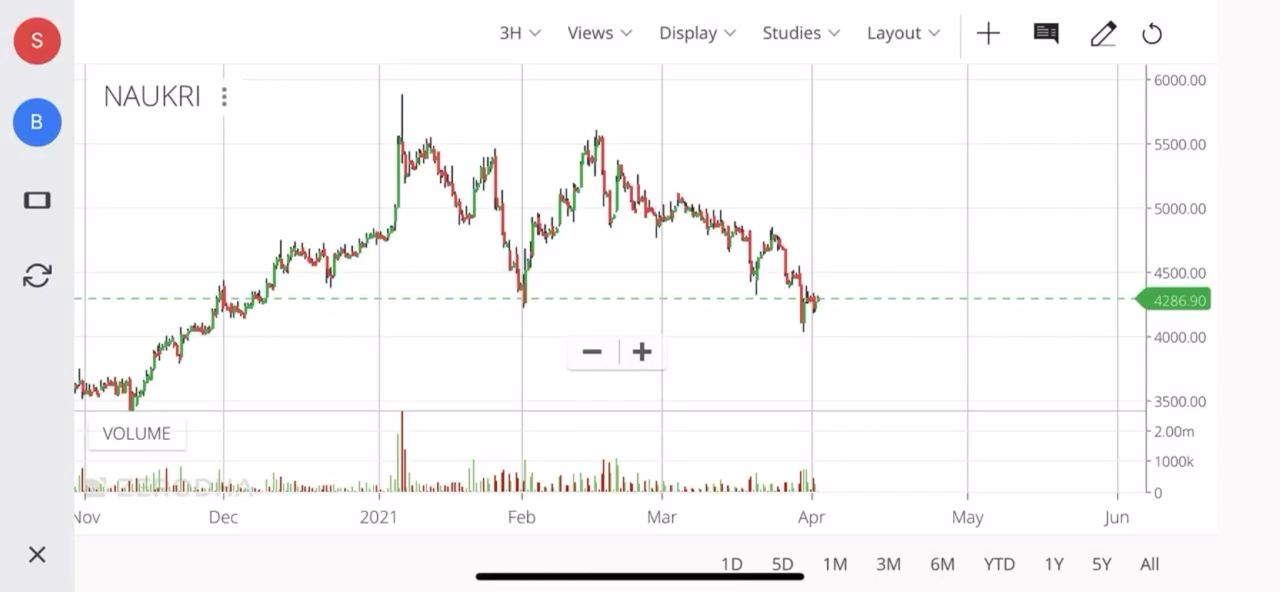 S
3H Views Display Studies Layout
B
NAUKRI
6000.00
5500.00
5000.00
4500.00
4286.90
4000.00
3500.00
VOLUME
2.00m
1000k
0
ZERODHA
Nov Dec 2021 Feb Mar Apr May Jun
1D 5D 1M 3M 6M YTD 1Y 5Y All